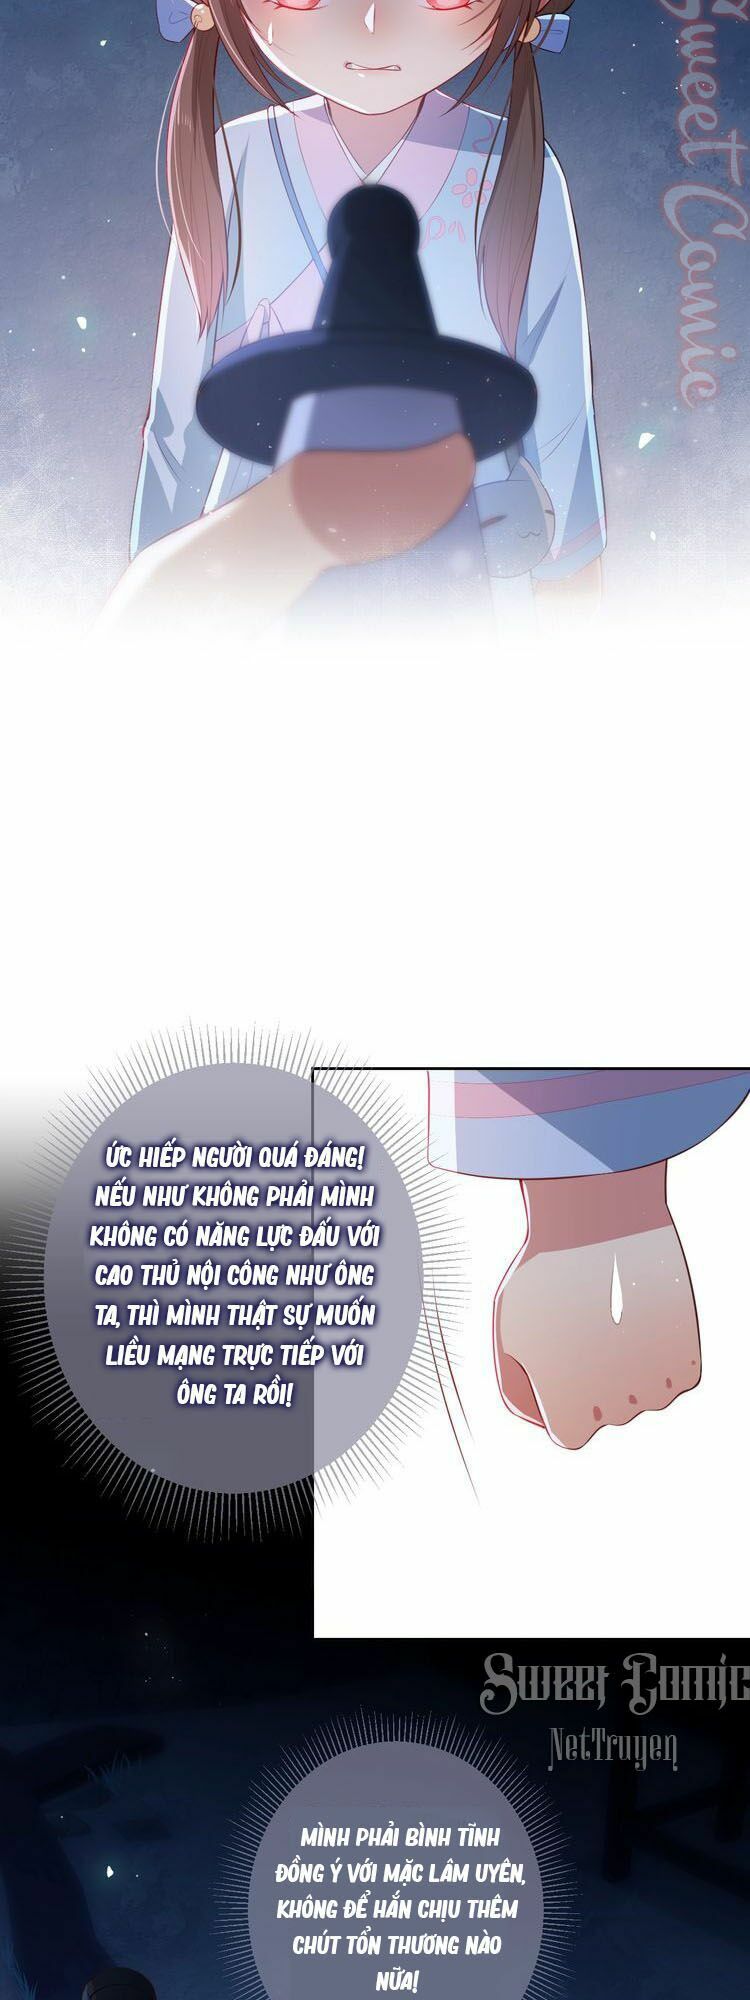 Sweet Comic
ỨC HIẾP NGƯỜI QUÁ ĐÁNG!
NẾU NHƯ KHÔNG PHẢI MÌNH
KHÔNG CÓ NĂNG LỰC ĐẤU VỚI
CAO THỦ NỘI CÔNG NHƯ ÔNG
TA, THÌ MÌNH THẬT SỰ MUỐN
LIỀU MẠNG TRỰC TIẾP VỚI
ÔNG TA RỒI!
Sweet Comic
NetTruyen
MÌNH PHẢI BÌNH TĨNH
ĐỒNG Ý VỚI MẶC LÂM UYÊN,
KHÔNG ĐỂ HẮN CHỊU THÊM
CHÚT TỔN THƯƠNG NÀO
NỮA!